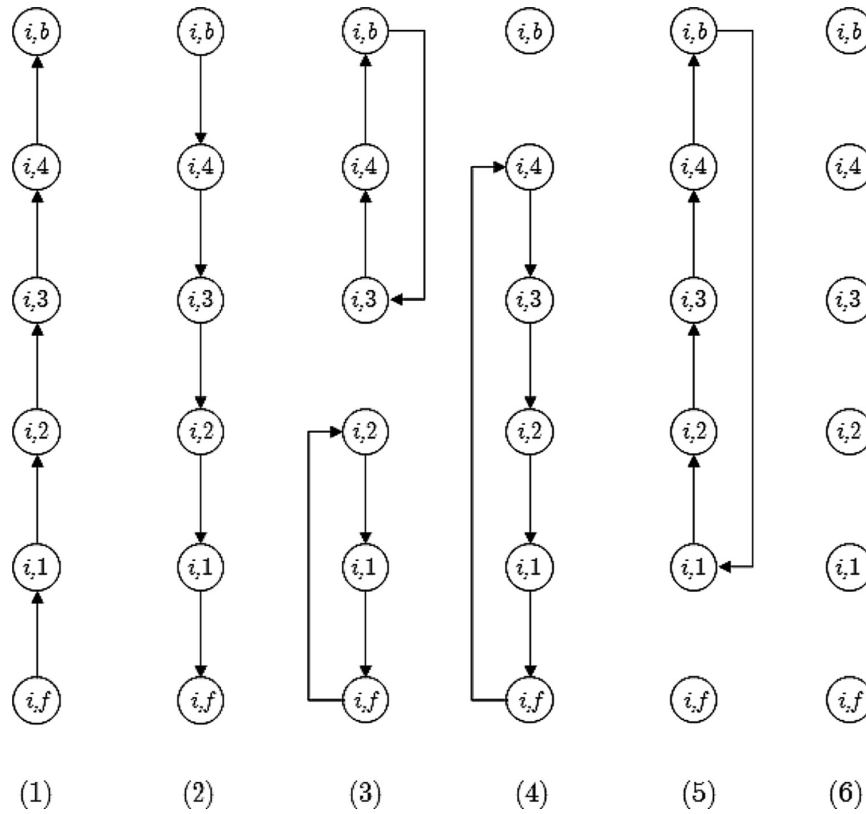 i,b i,b i,b i,b i,b i,b
i,4 i,4 i,4 i,4 i,4 i,4
i,3 i,3 i,3 i,3 i,3 i,3
i,2 i,2 i,2 i,2 i,2 i,2
i,1 i,1 i,1 i,1 i,1 i,1
i,f i,f i,f i,f i,f i,f
(1) (2) (3) (4) (5) (6)